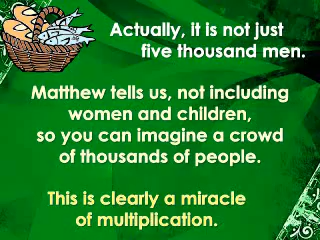 Actually, it is not just
five thousand men.
Matthew tells us, not including
women and children,
so you can imagine a crowd
of thousands of people.
This is clearly a miracle
of multiplication.